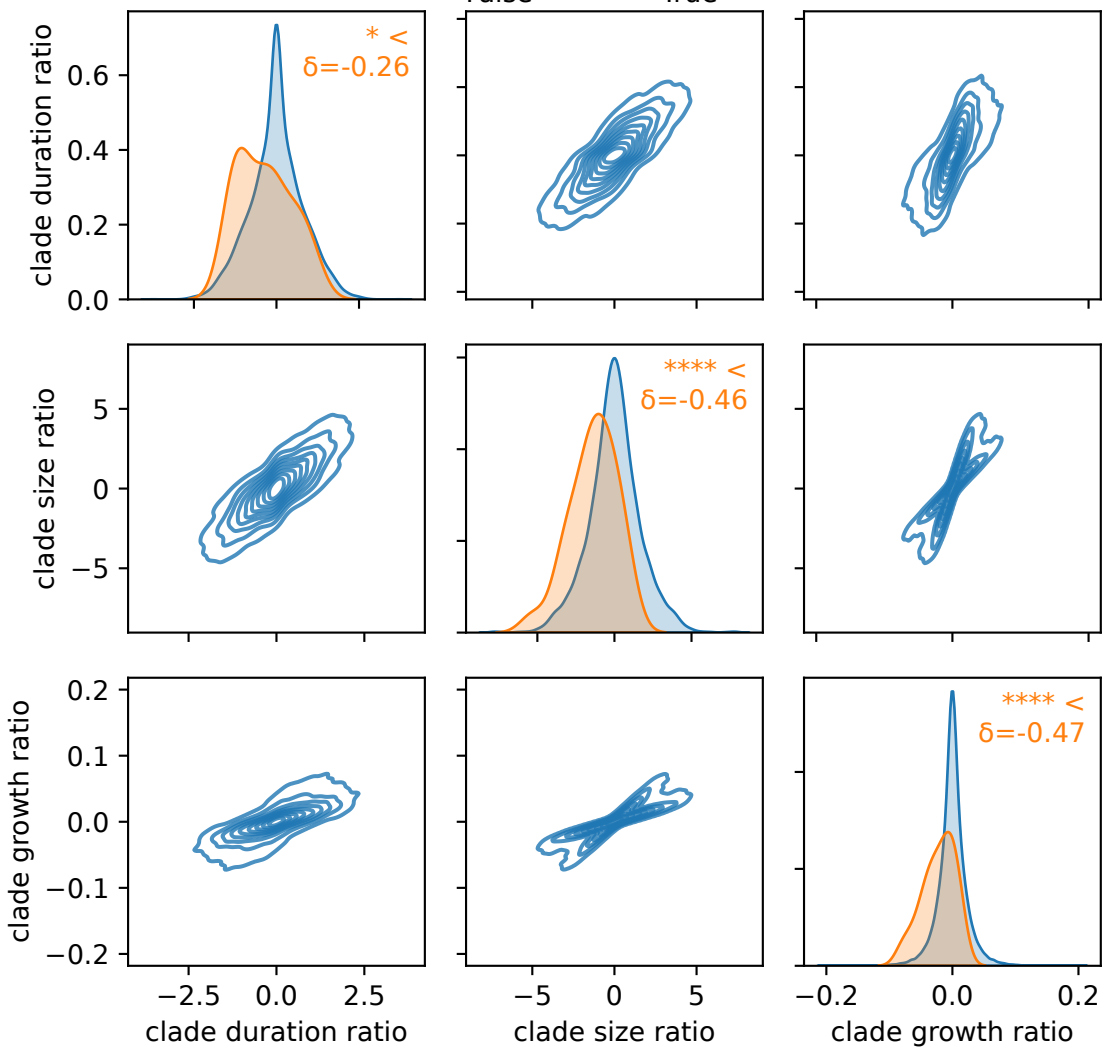 clade duration ratio
0.6
0.4
0.2
0.0
* <
δ=-0.26
clade size ratio
5
0
−5
**** <
δ=-0.46
clade growth ratio
0.2
0.1
0.0
−0.1
−0.2
**** <
δ=-0.47
−2.5 0.0 2.5
−5 0 5
−0.2 0.0 0.2
clade duration ratio
clade size ratio
clade growth ratio